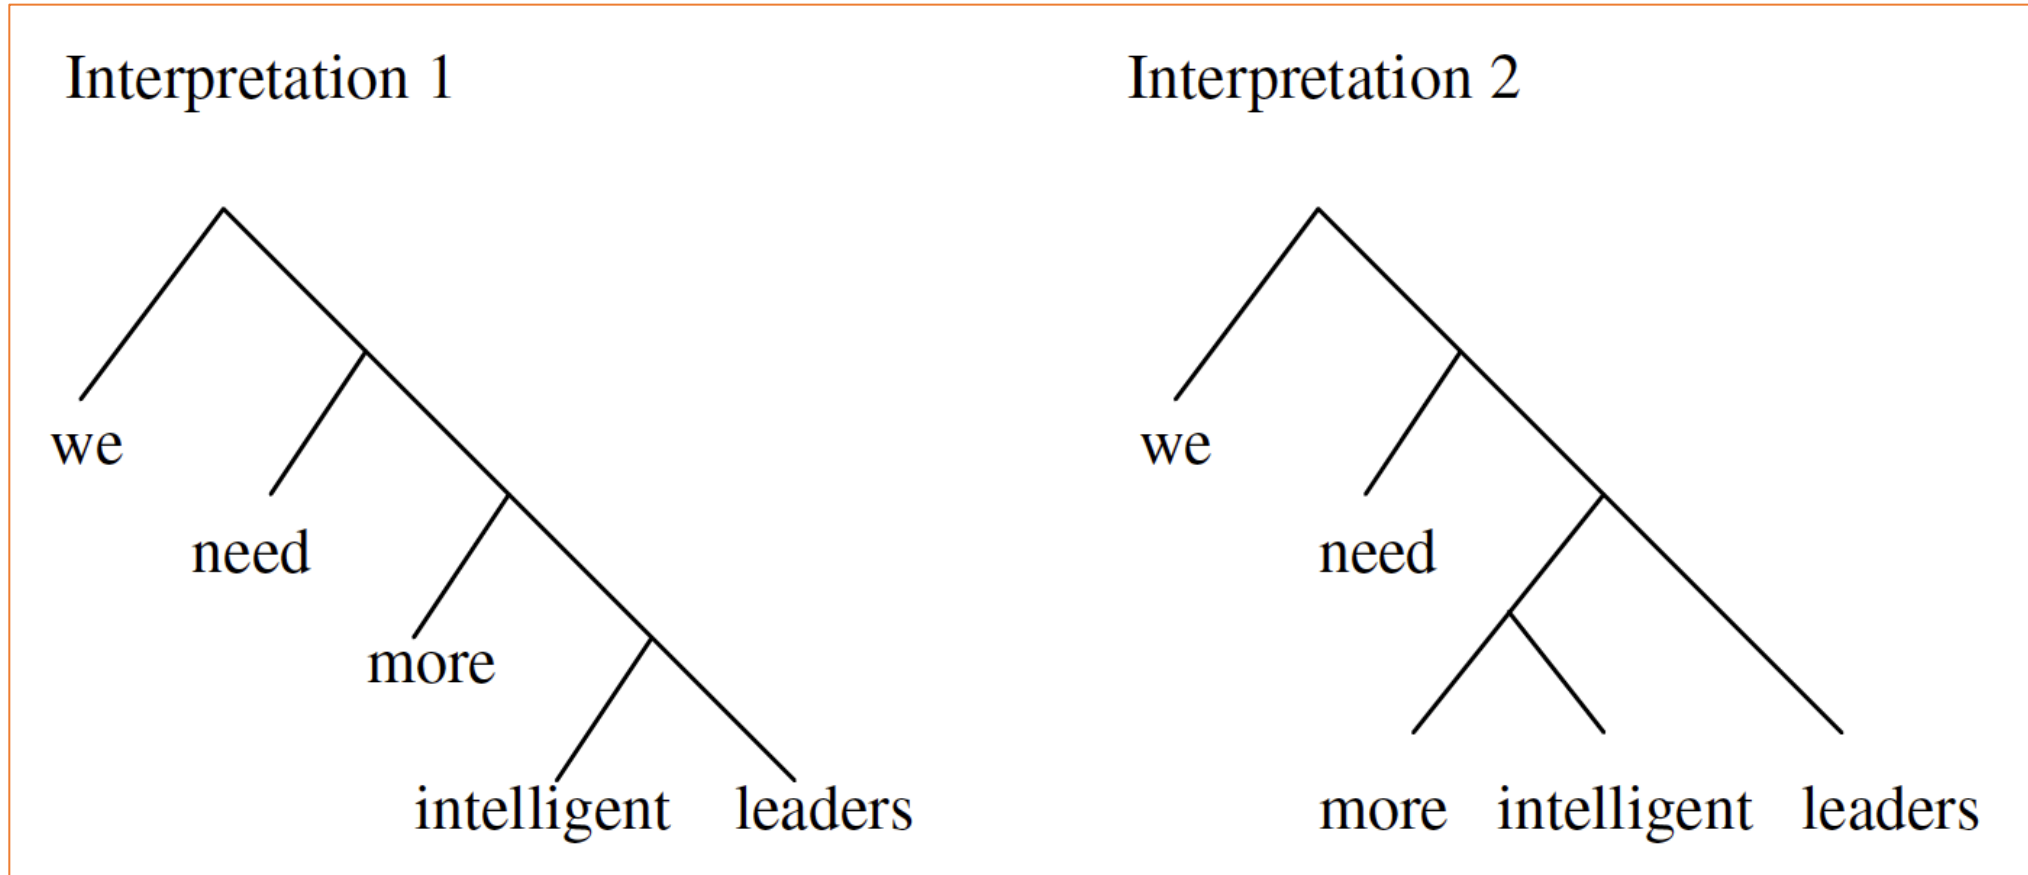 Interpretation 1
we
need
more
intelligent leaders
Interpretation 2
we
need
more intelligent leaders